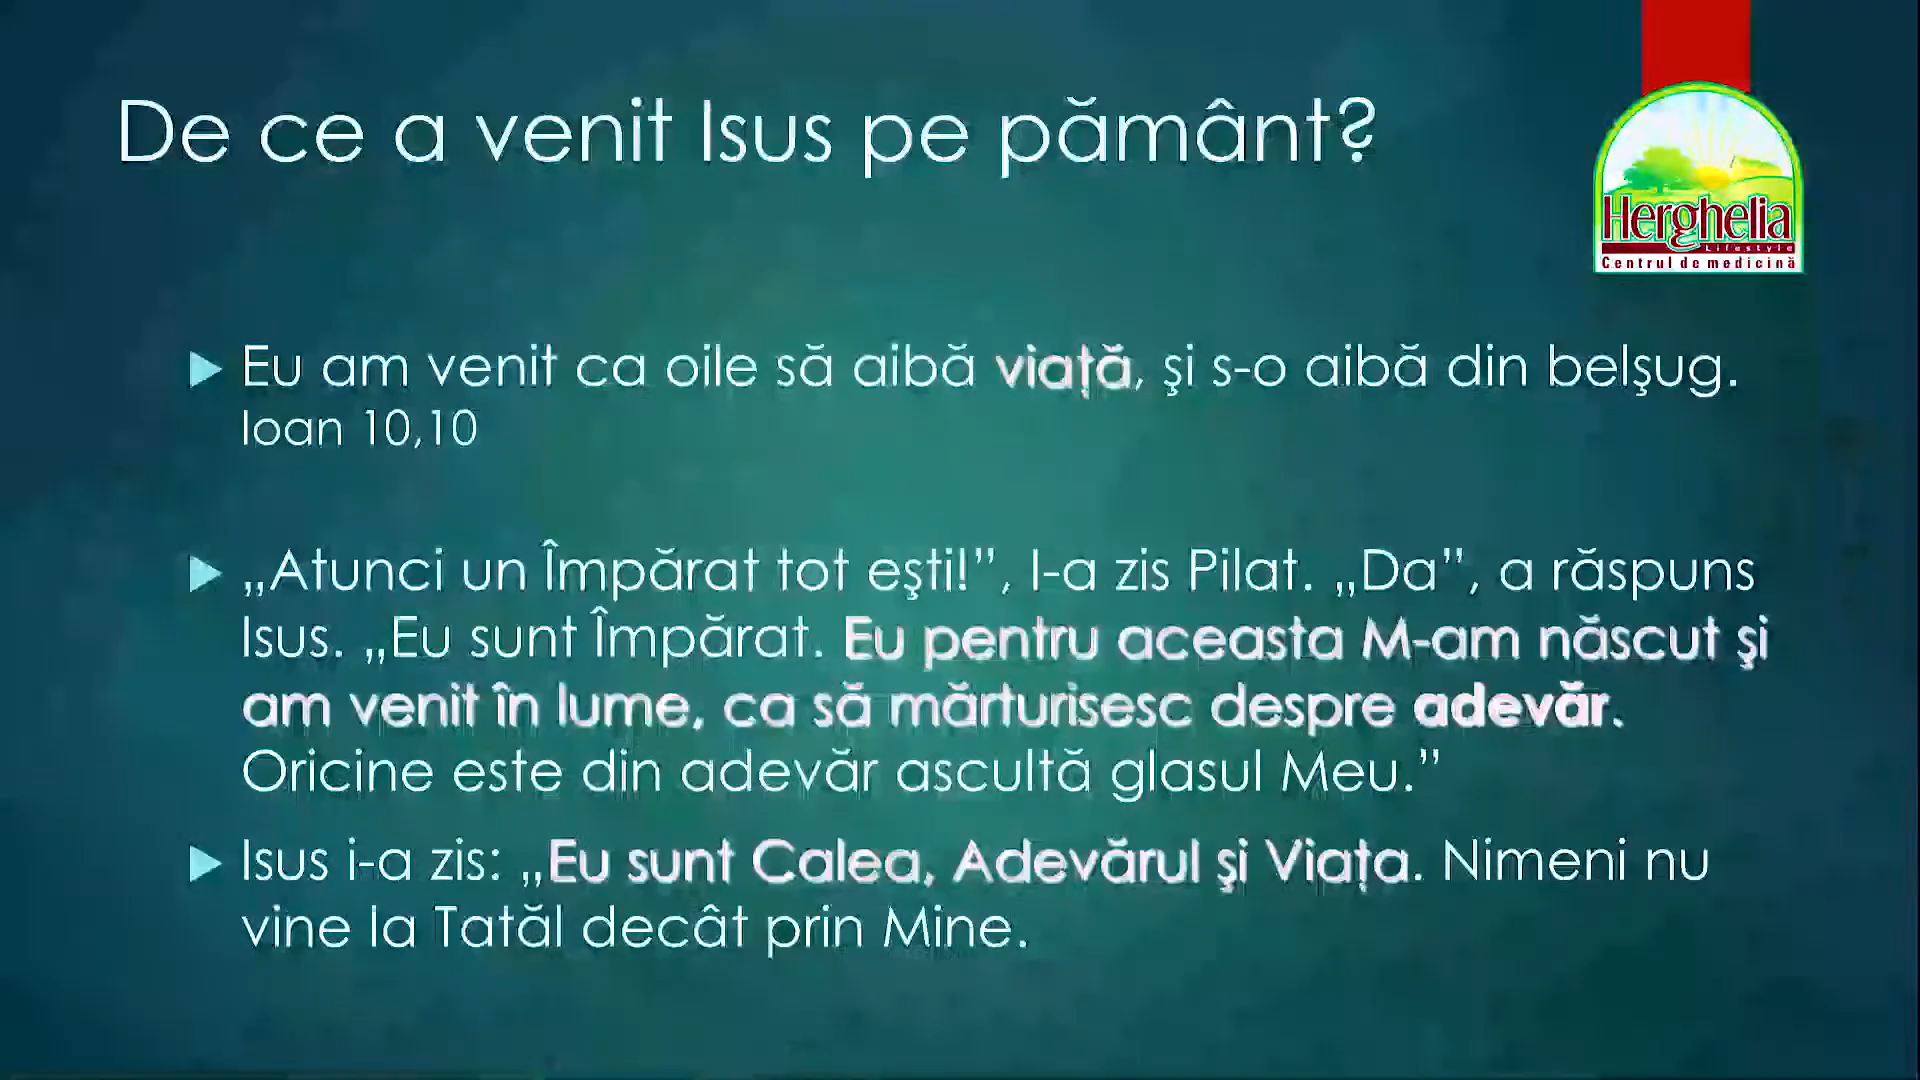 De ce a venit Isus pe pământ?
Herghelia
Lifestyle
Centrul de medicină
Eu am venit ca oile să aibă viaţă, şi s-o aibă din belşug.
Ioan 10,10
„Atunci un Împărat tot eşti!”, I-a zis Pilat. „Da”, a răspuns
Isus. „Eu sunt Împărat. Eu pentru aceasta M-am născut şi
am venit în lume, ca să mărturisesc despre adevăr.
Oricine este din adevăr ascultă glasul Meu.”
Isus i-a zis: „Eu sunt Calea, Adevărul şi Viaţa. Nimeni nu
vine la Tatăl decât prin Mine.